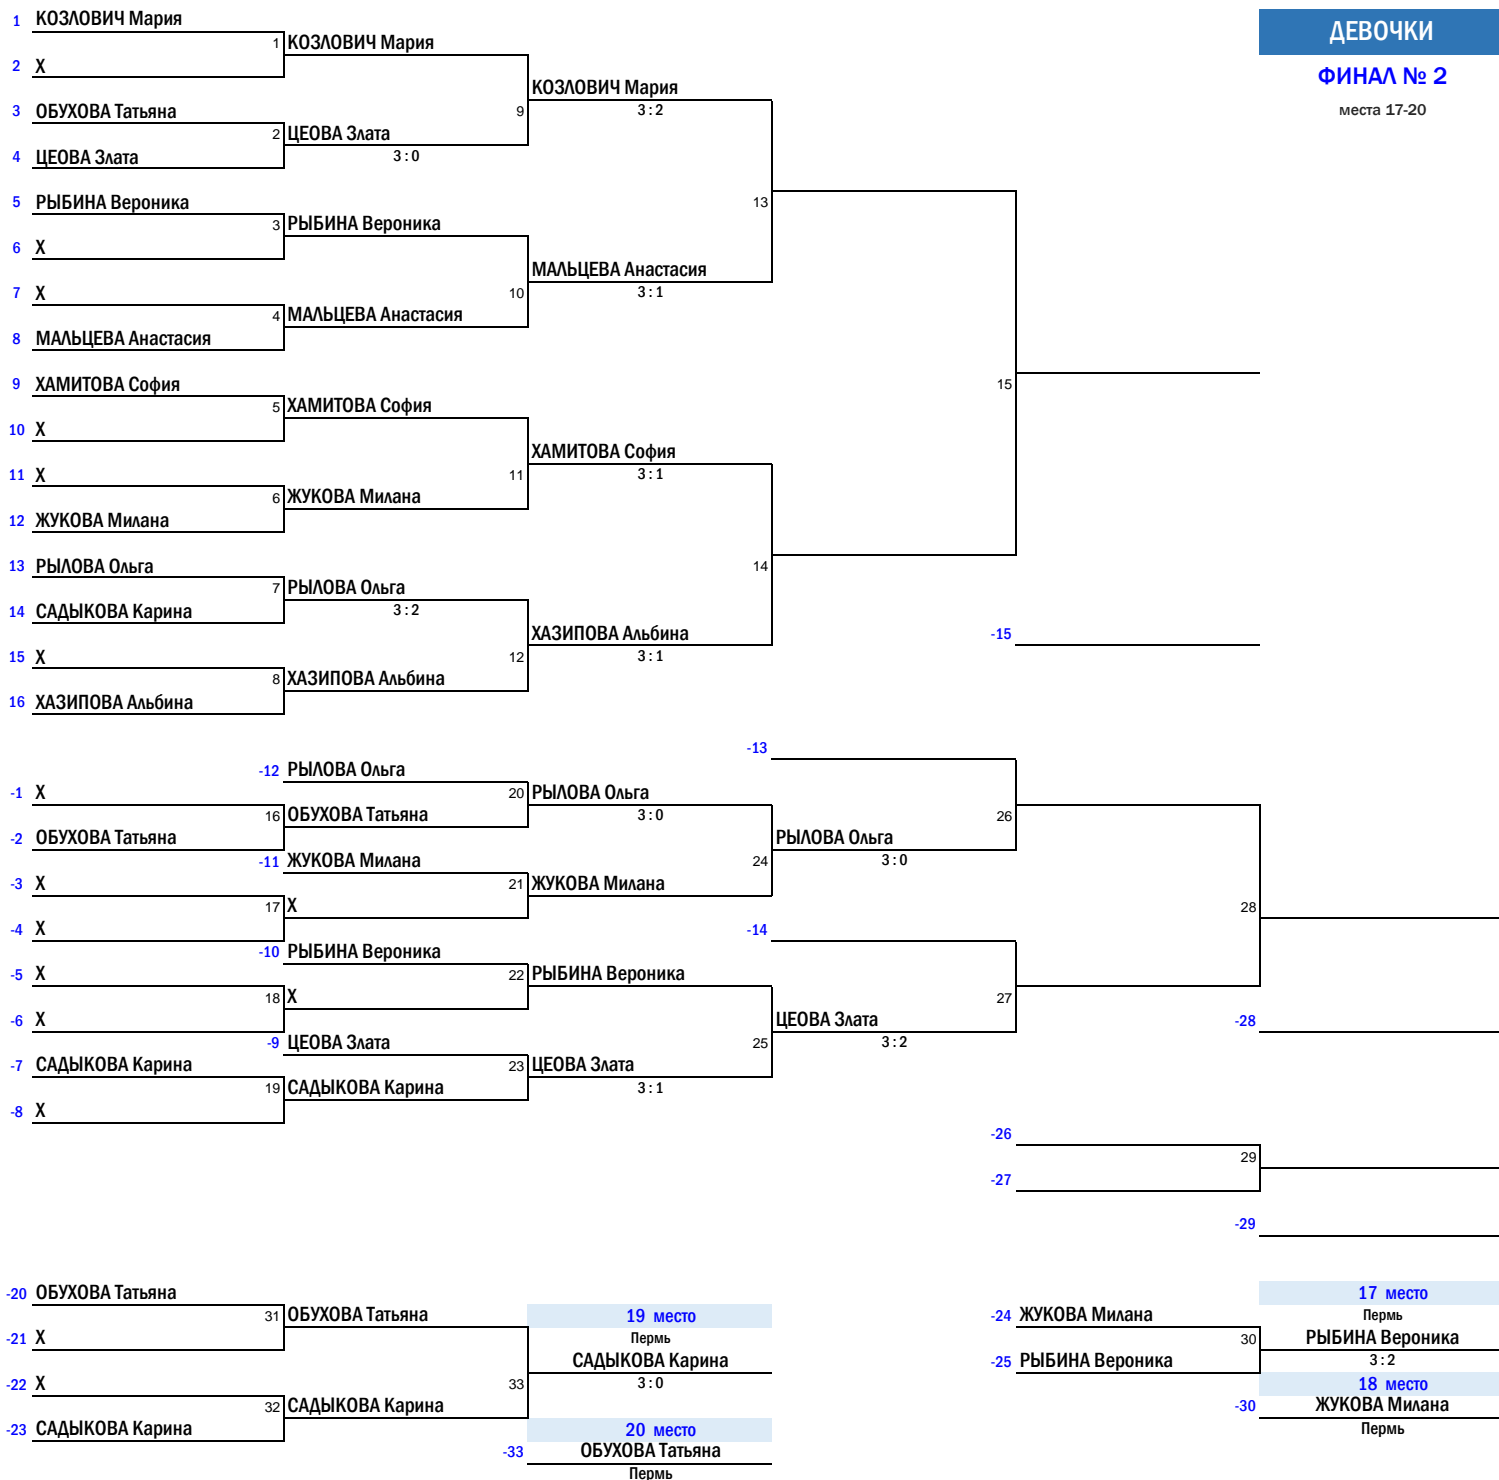 ДЕВОЧКИ
ФИНАЛ № 2
места 17-20
1 КОЗЛОВИЧ Мария
1 КОЗЛОВИЧ Мария
2 X
КОЗЛОВИЧ Мария
3 : 2
9
3 ОБУХОВА Татьяна
2 ЦЕОВА Злата
3 : 0
4 ЦЕОВА Злата
13
5 РЫБИНА Вероника
3 РЫБИНА Вероника
6 X
МАЛЬЦЕВА Анастасия
3 : 1
10
7 X
4 МАЛЬЦЕВА Анастасия
8 МАЛЬЦЕВА Анастасия
15
9 ХАМИТОВА София
5 ХАМИТОВА София
10 X
ХАМИТОВА София
3 : 1
11
11 X
6 ЖУКОВА Милана
12 ЖУКОВА Милана
14
13 РЫЛОВА Ольга
7 РЫЛОВА Ольга
3 : 2
14 САДЫКОВА Карина
ХАЗИПОВА Альбина
3 : 1
-15
12
15 X
8 ХАЗИПОВА Альбина
16 ХАЗИПОВА Альбина
-13
-12 РЫЛОВА Ольга
-1 X
20 РЫЛОВА Ольга
3 : 0
16 ОБУХОВА Татьяна
26
-2 ОБУХОВА Татьяна
РЫЛОВА Ольга
3 : 0
-11 ЖУКОВА Милана
24
-3 X
21 ЖУКОВА Милана
17 X
28
-4 X
-14
-10 РЫБИНА Вероника
-5 X
22 РЫБИНА Вероника
18 X
27
-6 X
ЦЕОВА Злата
3 : 2
-28
-9 ЦЕОВА Злата
25
-7 САДЫКОВА Карина
23 ЦЕОВА Злата
3 : 1
19 САДЫКОВА Карина
-8 X
-26
29
-27
-29
-20 ОБУХОВА Татьяна
31 ОБУХОВА Татьяна
-21 X
19 место
Пермь
САДЫКОВА Карина
3 : 0
33
-22 X
32 САДЫКОВА Карина
-23 САДЫКОВА Карина
20 место
-33 ОБУХОВА Татьяна
Пермь
17 место
-24 ЖУКОВА Милана
Пермь
30 РЫБИНА Вероника
3 : 2
-25 РЫБИНА Вероника
18 место
-30 ЖУКОВА Милана
Пермь